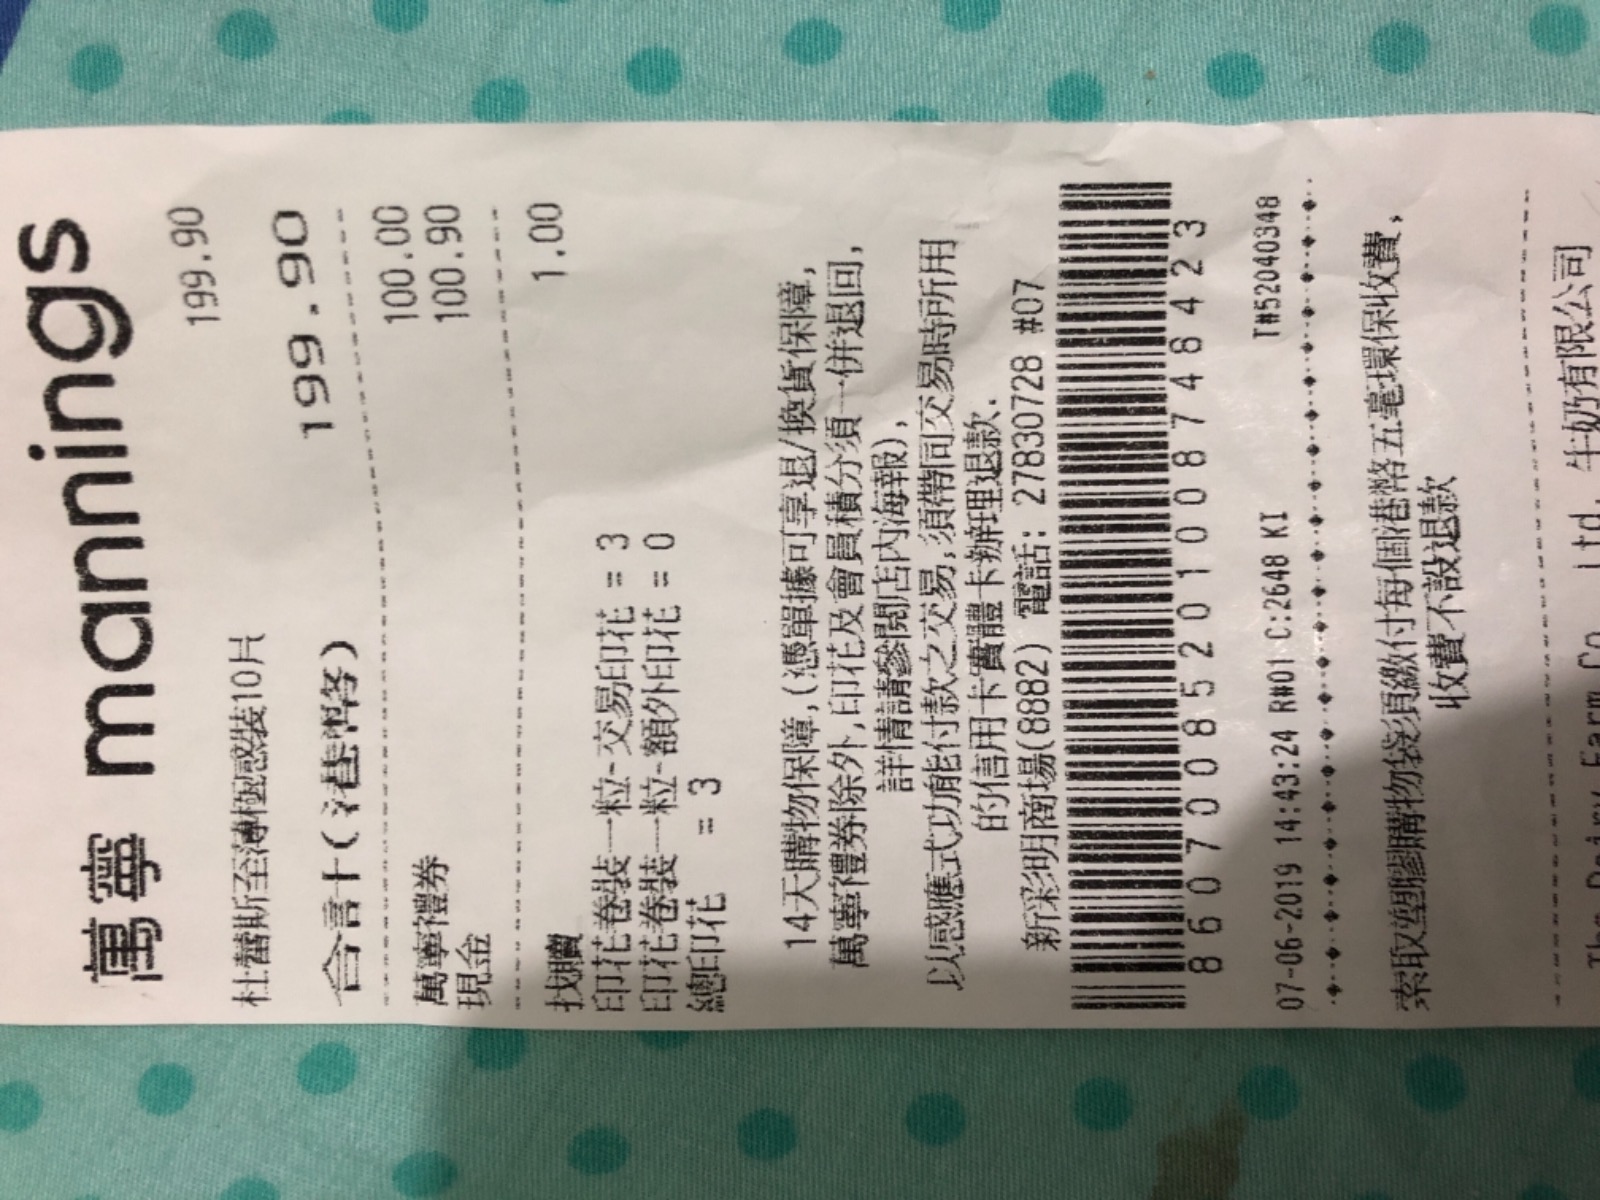 萬寧 mannings
199.90
杜蕾斯至薄極感裝10片
合計(港幣) 199.90
萬寧禮券 100.00
現金 100.90
找贖 1.00
印花卷裝一粒-交易印花 = 3
印花卷裝一粒-額外印花 = 0
總印花 = 3
14天購物保障,(憑單據可享退/換貨保障,
萬寧禮券除外,印花及會員積分須一併退回,
詳情請參閱店內海報),
以感應式功能付款之交易,須帶同交易時所用
的信用卡實體卡辦理退款.
新彩明商場(8882) 電話: 27830728 #07
86070085201008748423
07-06-2019 14:43:24 R#01 C:2648 KI T#52040348
索取塑膠購物袋須繳付每個港幣五毫環保收費,
收費不設退款
The Dairy Farm Co., Ltd. 牛奶有限公司